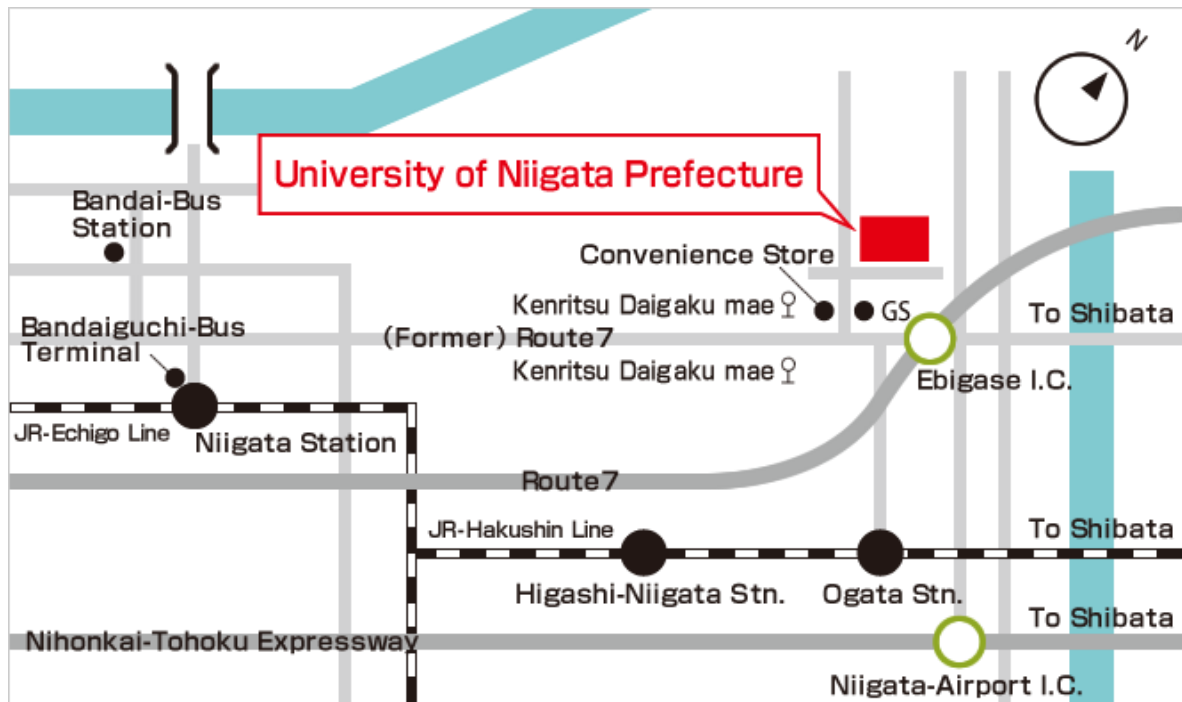 N
University of Niigata Prefecture
Bandai-Bus
Station
Convenience Store
Kenritsu Daigaku mae
GS
To Shibata
Bandaiguchi-Bus
Terminal
(Former) Route7
Kenritsu Daigaku mae
Ebigase I.C.
JR-Echigo Line
Niigata Station
Route7
JR-Hakushin Line
To Shibata
Higashi-Niigata Stn.
Ogata Stn.
To Shibata
Nihonkai-Tohoku Expressway
Niigata-Airport I.C.